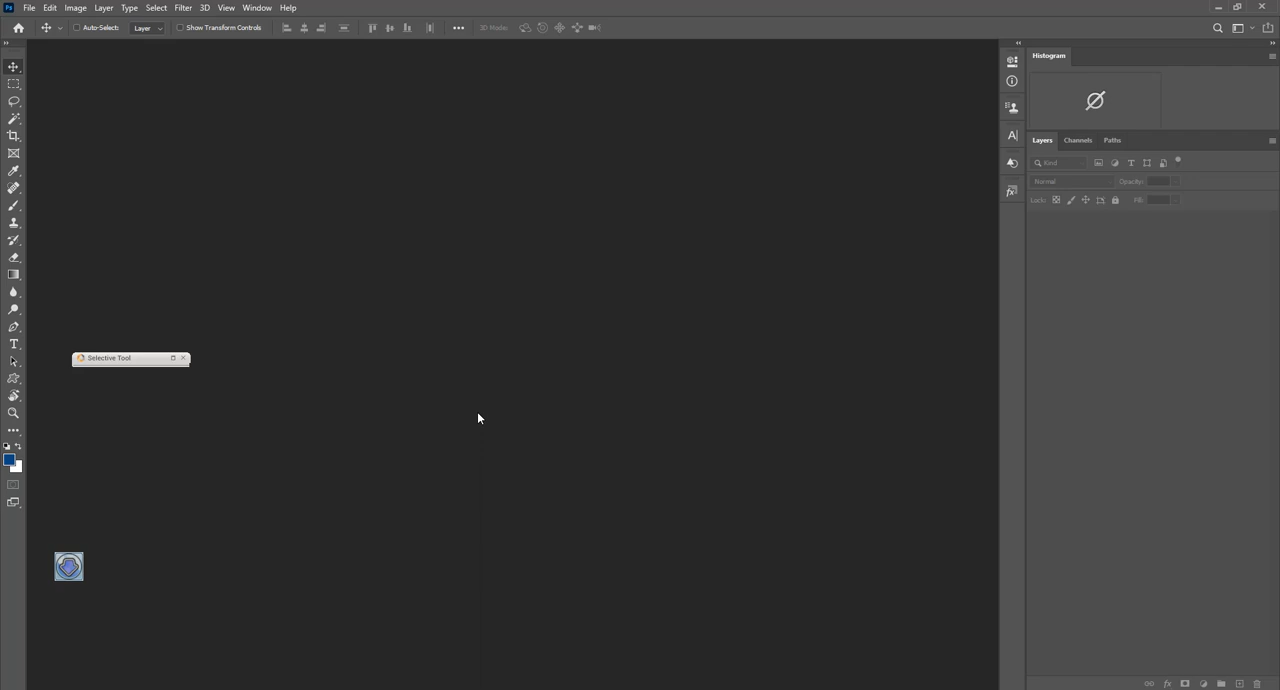 Ps File Edit Image Layer Type Select Filter 3D View Window Help
Auto-Select: Layer Show Transform Controls 3D Mode:
Histogram
Layers Channels Paths
Kind
Normal Opacity:
Lock: Fill:
Selective Tool